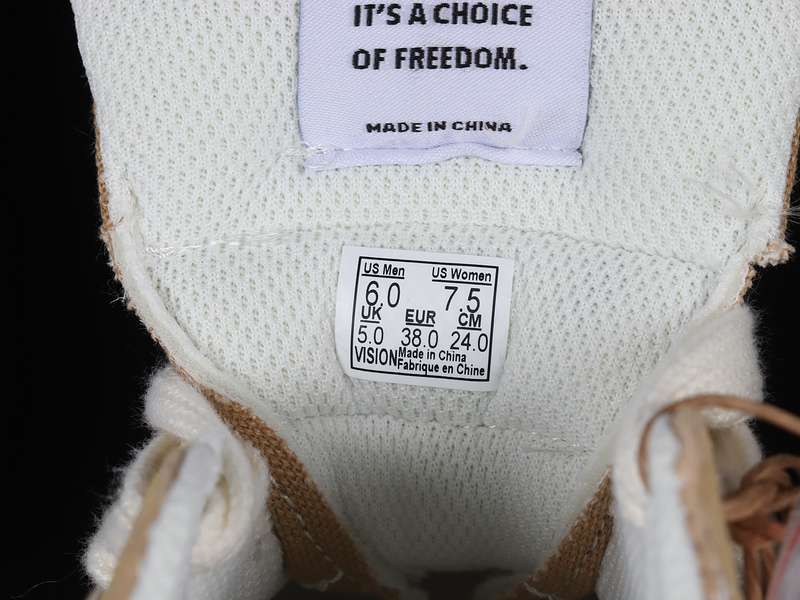 IT'S A CHOICE
OF FREEDOM.
MADE IN CHINA
US Men US Women
6.0 7.5
UK EUR CM
5.0 38.0 24.0
VISION Made in China
Fabrique en Chine